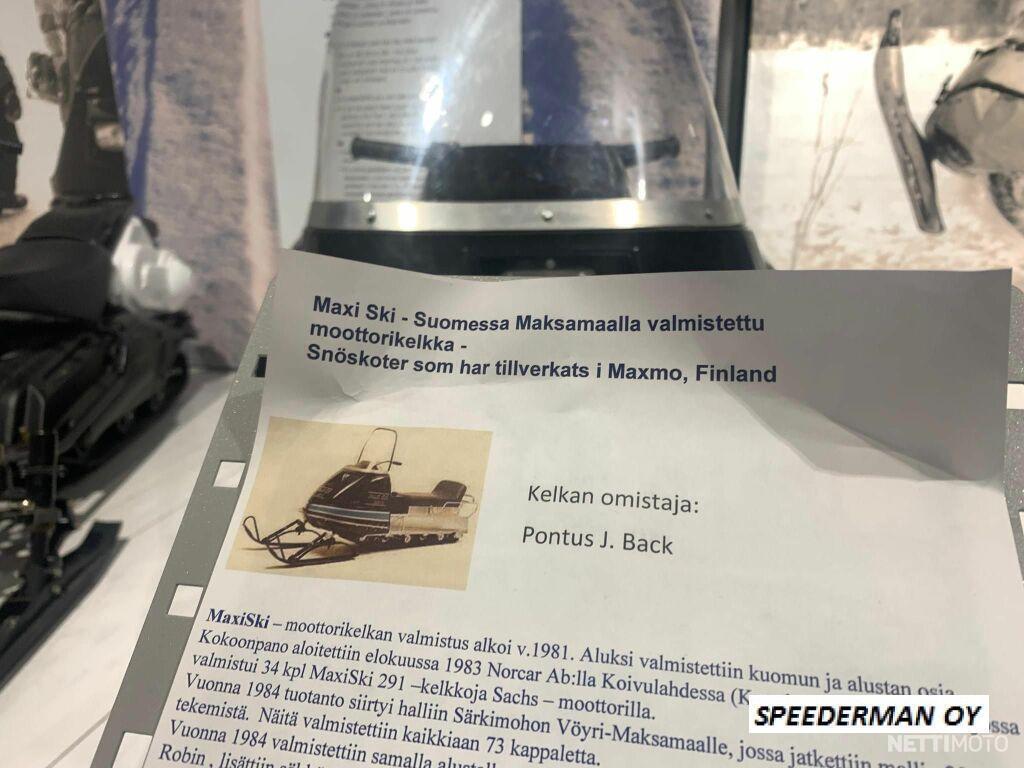 Maxi Ski - Suomessa Maksamaalla valmistettu
moottorikelkka -
Snöskoter som har tillverkats i Maxmo, Finland
Kelkan omistaja:
Pontus J. Back
MaxiSki – moottorikelkan valmistus alkoi v.1981. Aluksi valmistettiin kuomun ja alustan osia
Kokoonpano aloitettiin elokuussa 1983 Norcar Ab:lla Koivulahdessa
valmistui 34 kpl MaxiSki 291 –kelkkoja Sachs – moottorilla.
Vuonna 1984 tuotanto siirtyi halliin Särkimohon Vöyri-Maksamaalle, jossa jatkettiin
tekemistä. Näitä valmistettiin kaikkiaan 73 kappaletta.
Vuonna 1984 valmistettiin samalla
Robin , lisättiin
SPEEDERMAN OY
NETTIMOTO